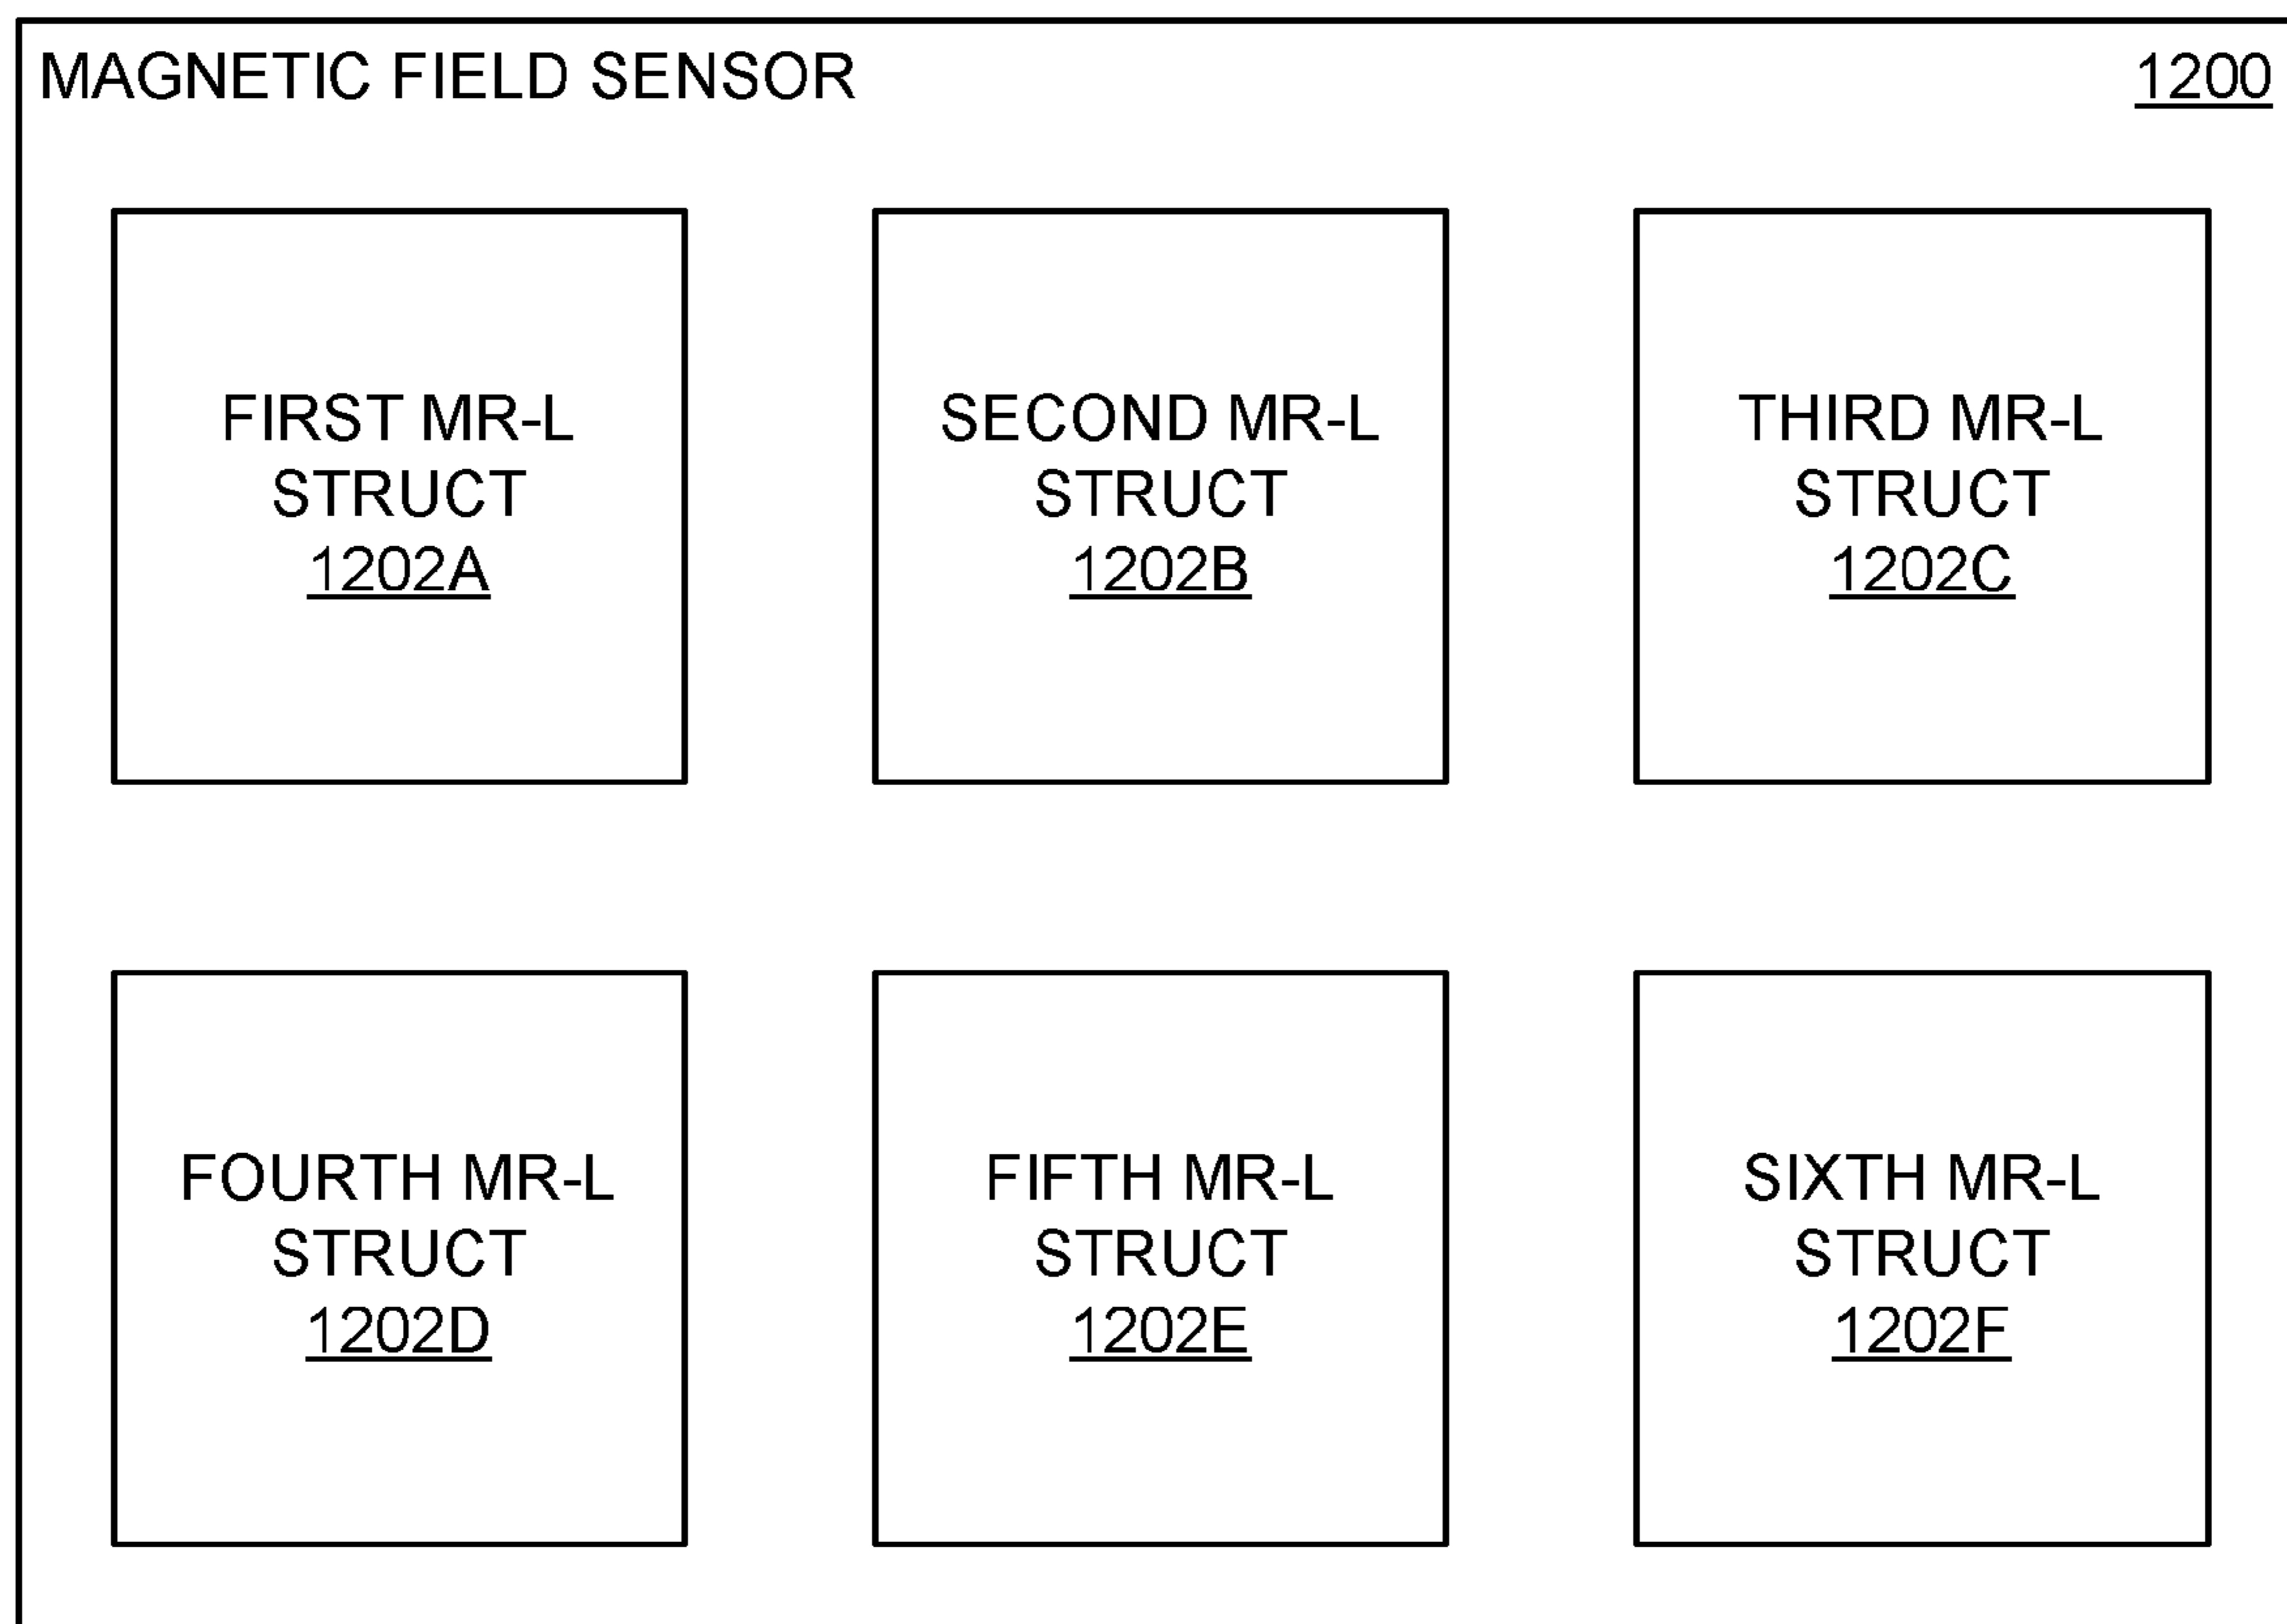 MAGNETIC FIELD SENSOR 1200
FIRST MR-L
STRUCT
1202A
SECOND MR-L
STRUCT
1202B
THIRD MR-L
STRUCT
1202C
FOURTH MR-L
STRUCT
1202D
FIFTH MR-L
STRUCT
1202E
SIXTH MR-L
STRUCT
1202F